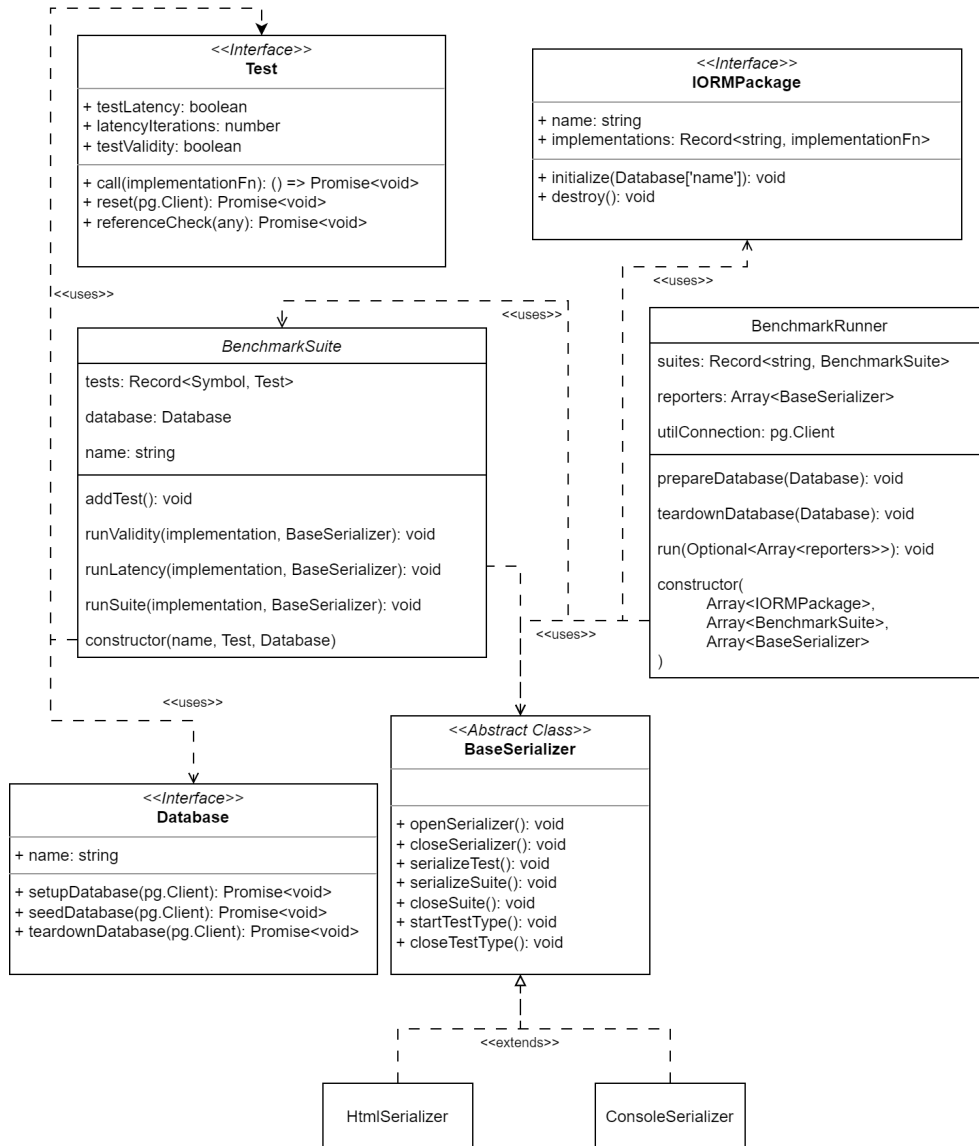 <<Interface>>
Test
+ testLatency: boolean
+ latencyIterations: number
+ testValidity: boolean
+ call(implementationFn): () => Promise<void>
+ reset(pg.Client): Promise<void>
+ referenceCheck(any): Promise<void>
<<Interface>>
IORMPackage
+ name: string
+ implementations: Record<string, implementationFn>
+ initialize(Database['name']): void
+ destroy(): void
<<uses>>
<<uses>>
<<uses>>
BenchmarkSuite
tests: Record<Symbol, Test>
database: Database
name: string
addTest(): void
runValidity(implementation, BaseSerializer): void
runLatency(implementation, BaseSerializer): void
runSuite(implementation, BaseSerializer): void
constructor(name, Test, Database)
BenchmarkRunner
suites: Record<string, BenchmarkSuite>
reporters: Array<BaseSerializer>
utilConnection: pg.Client
prepareDatabase(Database): void
teardownDatabase(Database): void
run(Optional<Array<reporters>>): void
constructor(
Array<IORMPackage>,
Array<BenchmarkSuite>,
Array<BaseSerializer>
)
<<uses>>
<<uses>>
<<Interface>>
Database
+ name: string
+ setupDatabase(pg.Client): Promise<void>
+ seedDatabase(pg.Client): Promise<void>
+ teardownDatabase(pg.Client): Promise<void>
<<Abstract Class>>
BaseSerializer
+ openSerializer(): void
+ closeSerializer(): void
+ serializeTest(): void
+ serializeSuite(): void
+ closeSuite(): void
+ startTestType(): void
+ closeTestType(): void
<<extends>>
HtmlSerializer
ConsoleSerializer